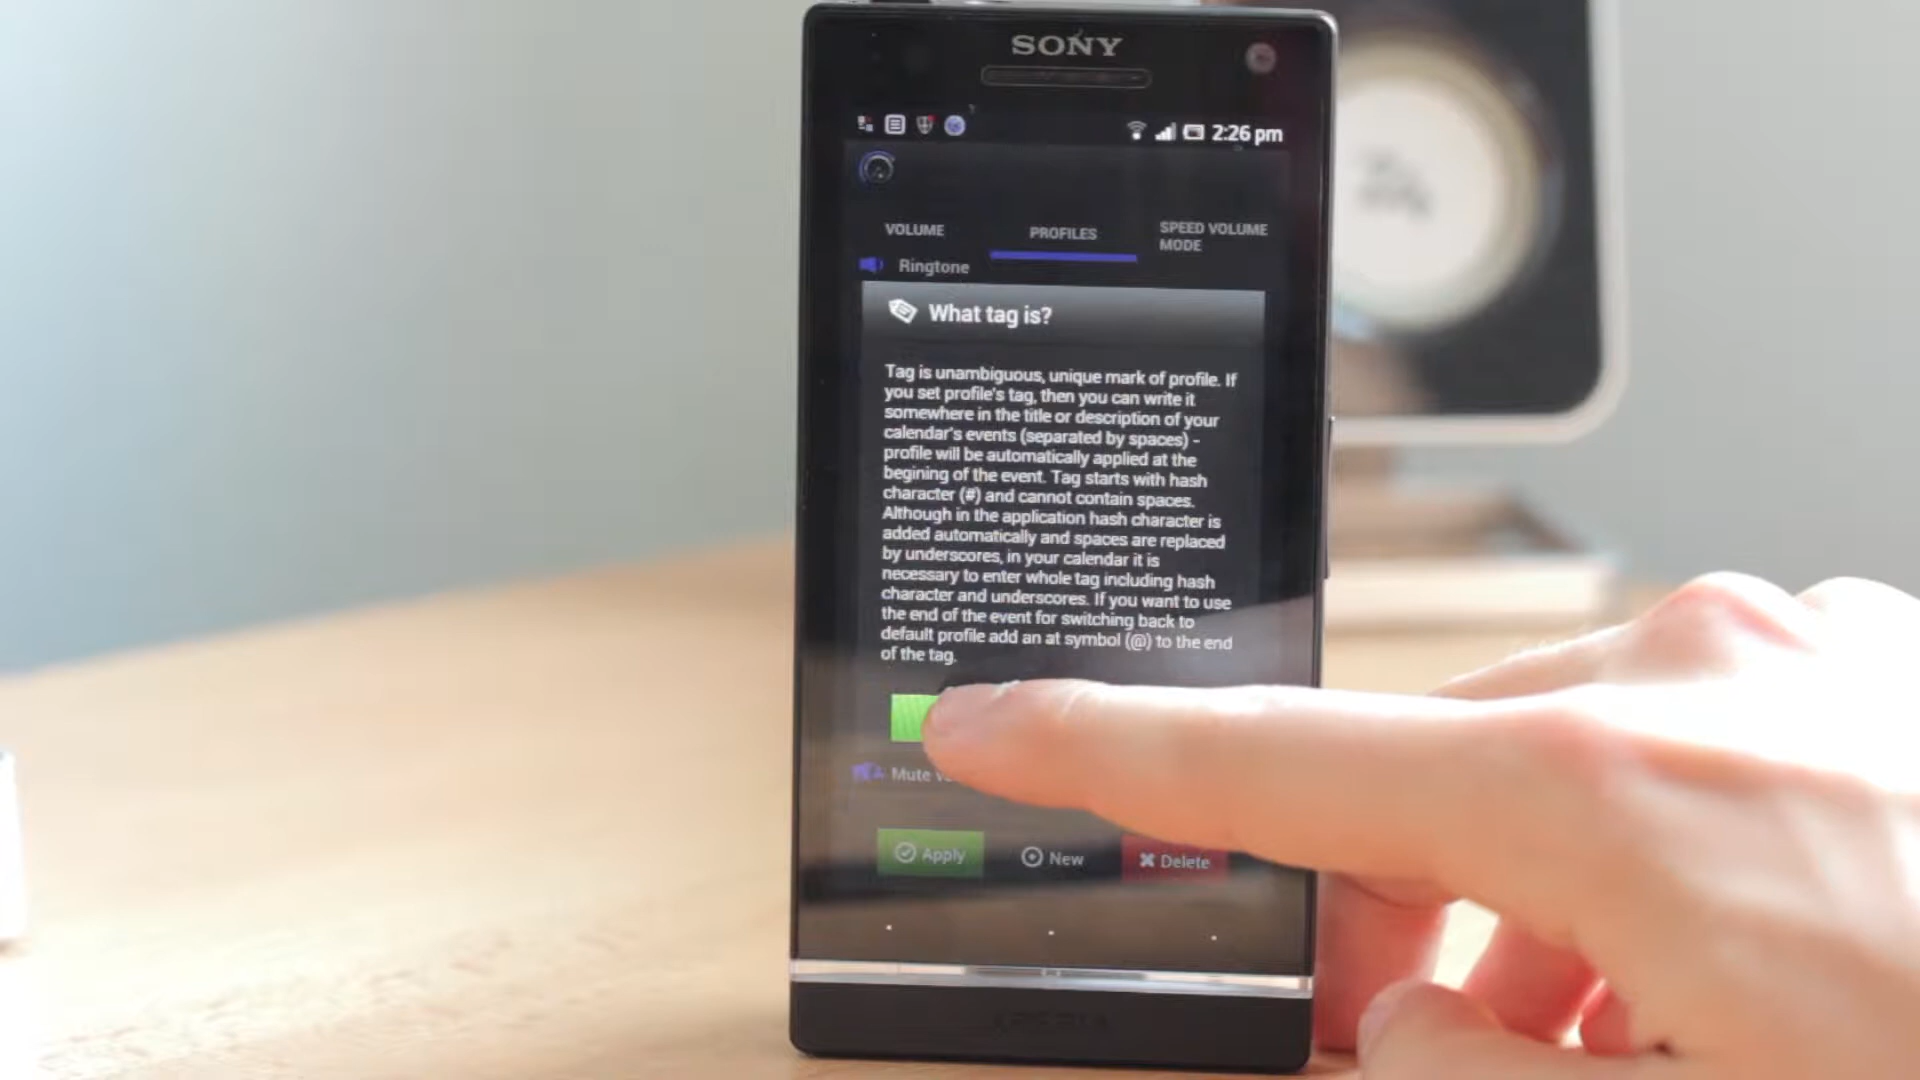 SONY
2:26 pm
VOLUME
PROFILES
SPEED VOLUME
MODE
Ringtone
What tag is?
Tag is unambiguous, unique mark of profile. If
you set profile's tag, then you can write it
somewhere in the title or description of your
calendar's events (separated by spaces) -
profile will be automatically applied at the
begining of the event. Tag starts with hash
character (#) and cannot contain spaces.
Although in the application hash character is
added automatically and spaces are replaced
by underscores, in your calendar it is
necessary to enter whole tag including hash
character and underscores. If you want to use
the end of the event for switching back to
default profile add an at symbol (@) to the end
of the tag.
Mute
Apply
New
Delete